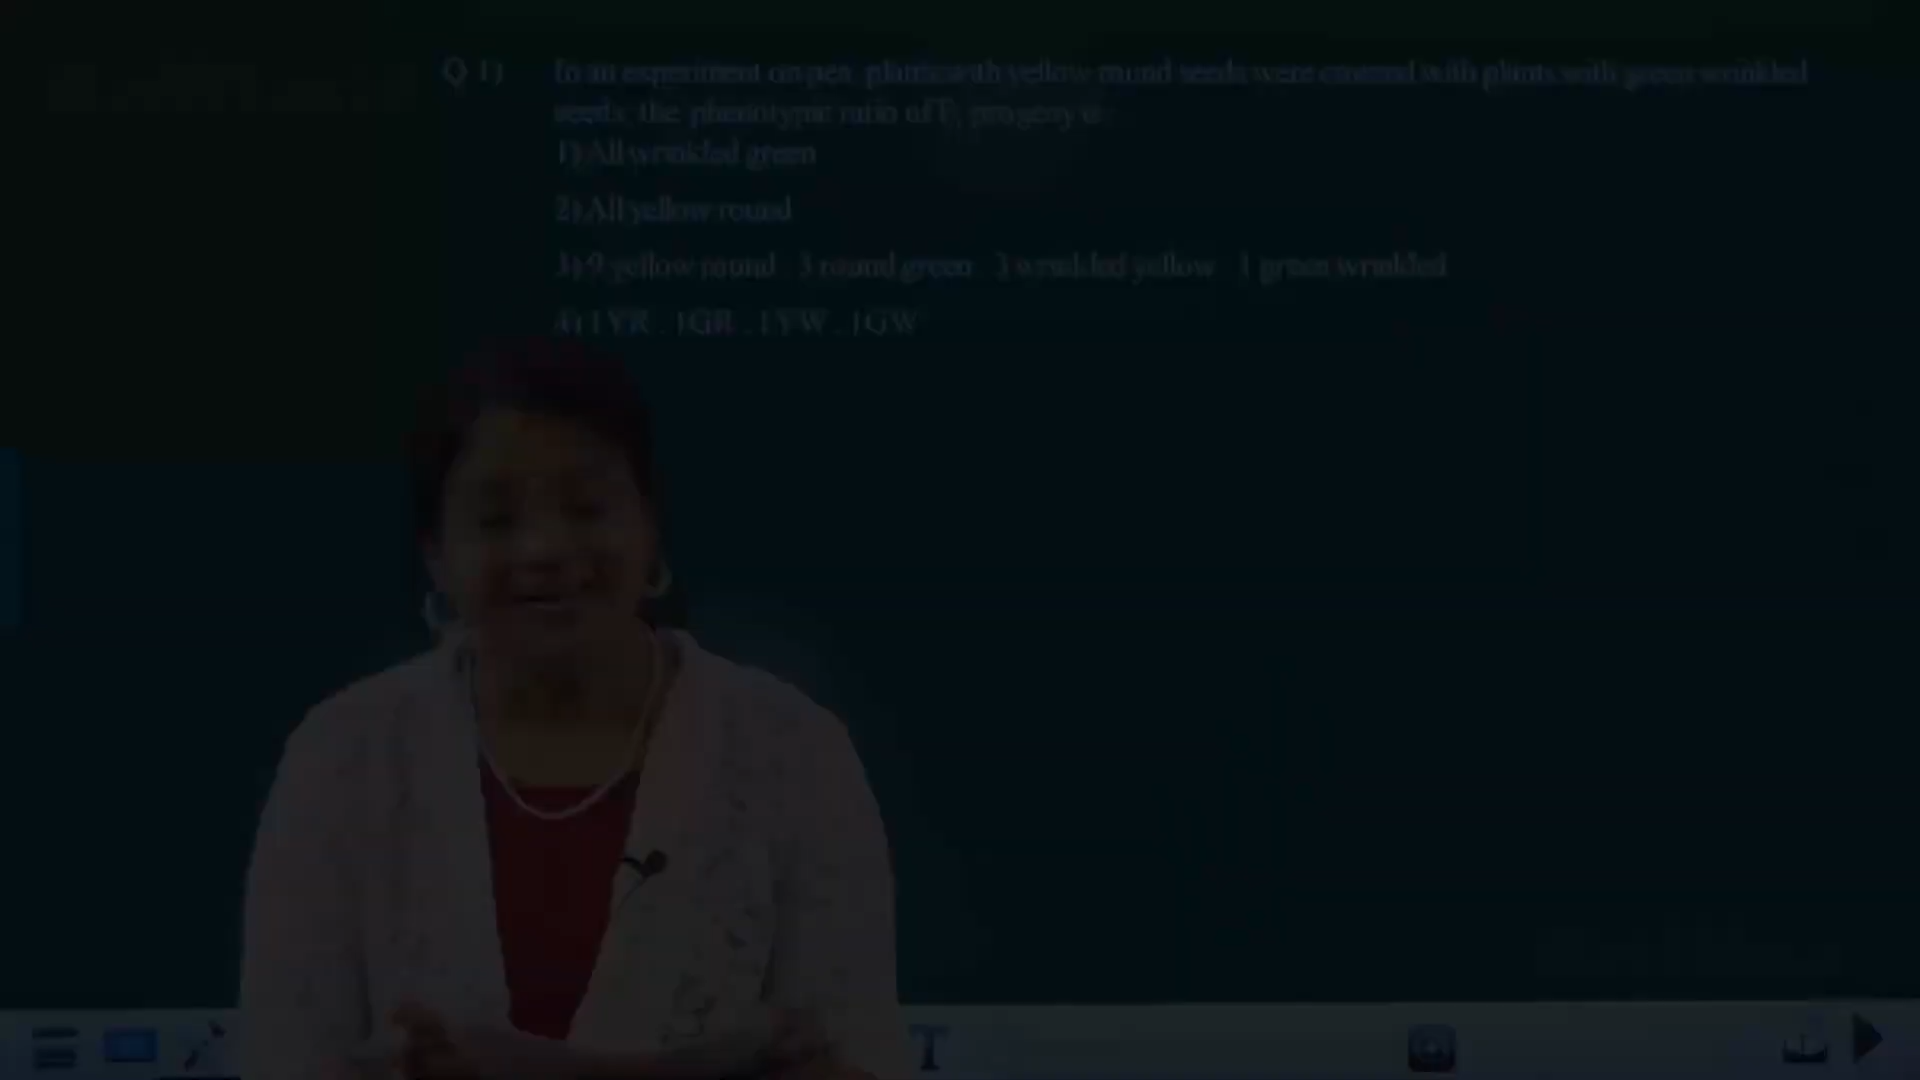 Q 1) In an experiment on pea, plants with yellow round seeds were crossed with plants with green wrinkled
seeds, the phenotypic ratio of F₁ progeny is
1) All wrinkled green
2) All yellow round
3) 9 yellow round 3 round green 3 wrinkled yellow 1 green wrinkled
4) 1YR : 1GR : 1YW : 1GW
T